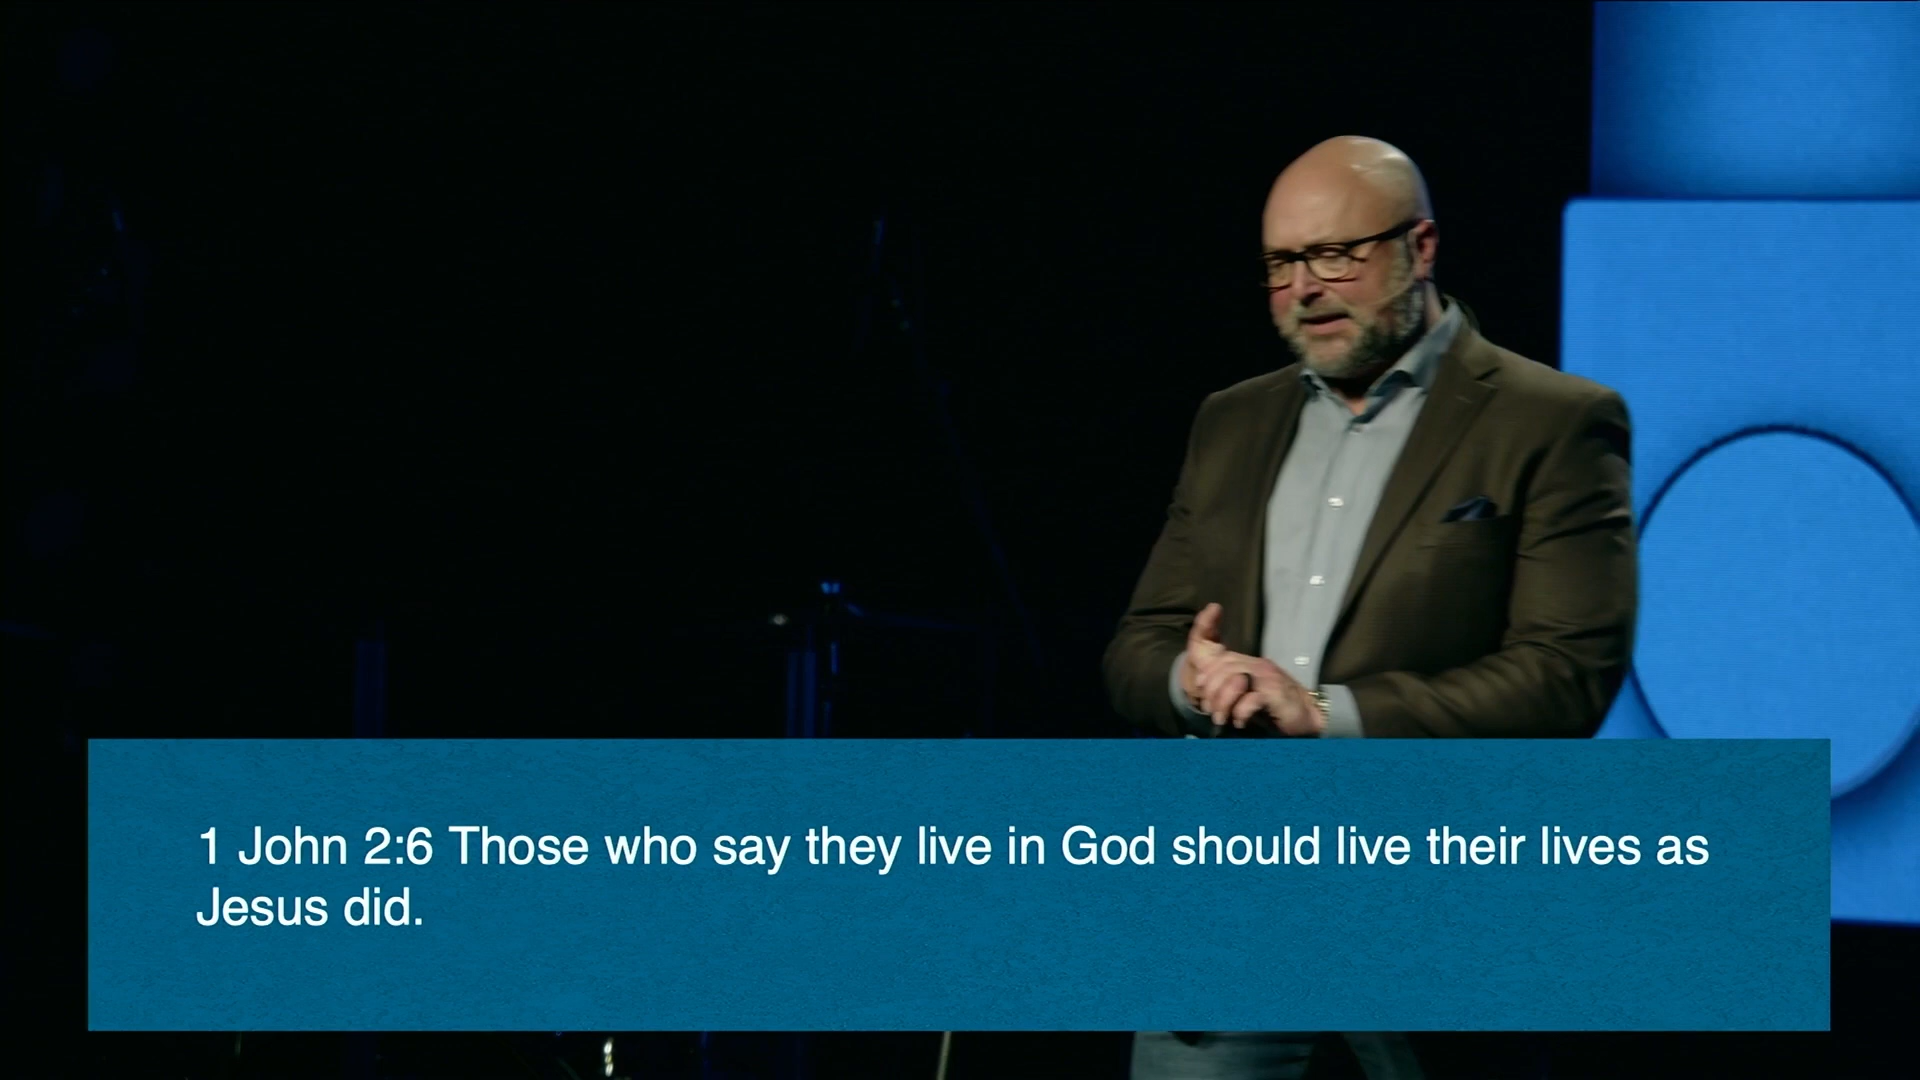 1 John 2:6 Those who say they live in God should live their lives as
Jesus did.